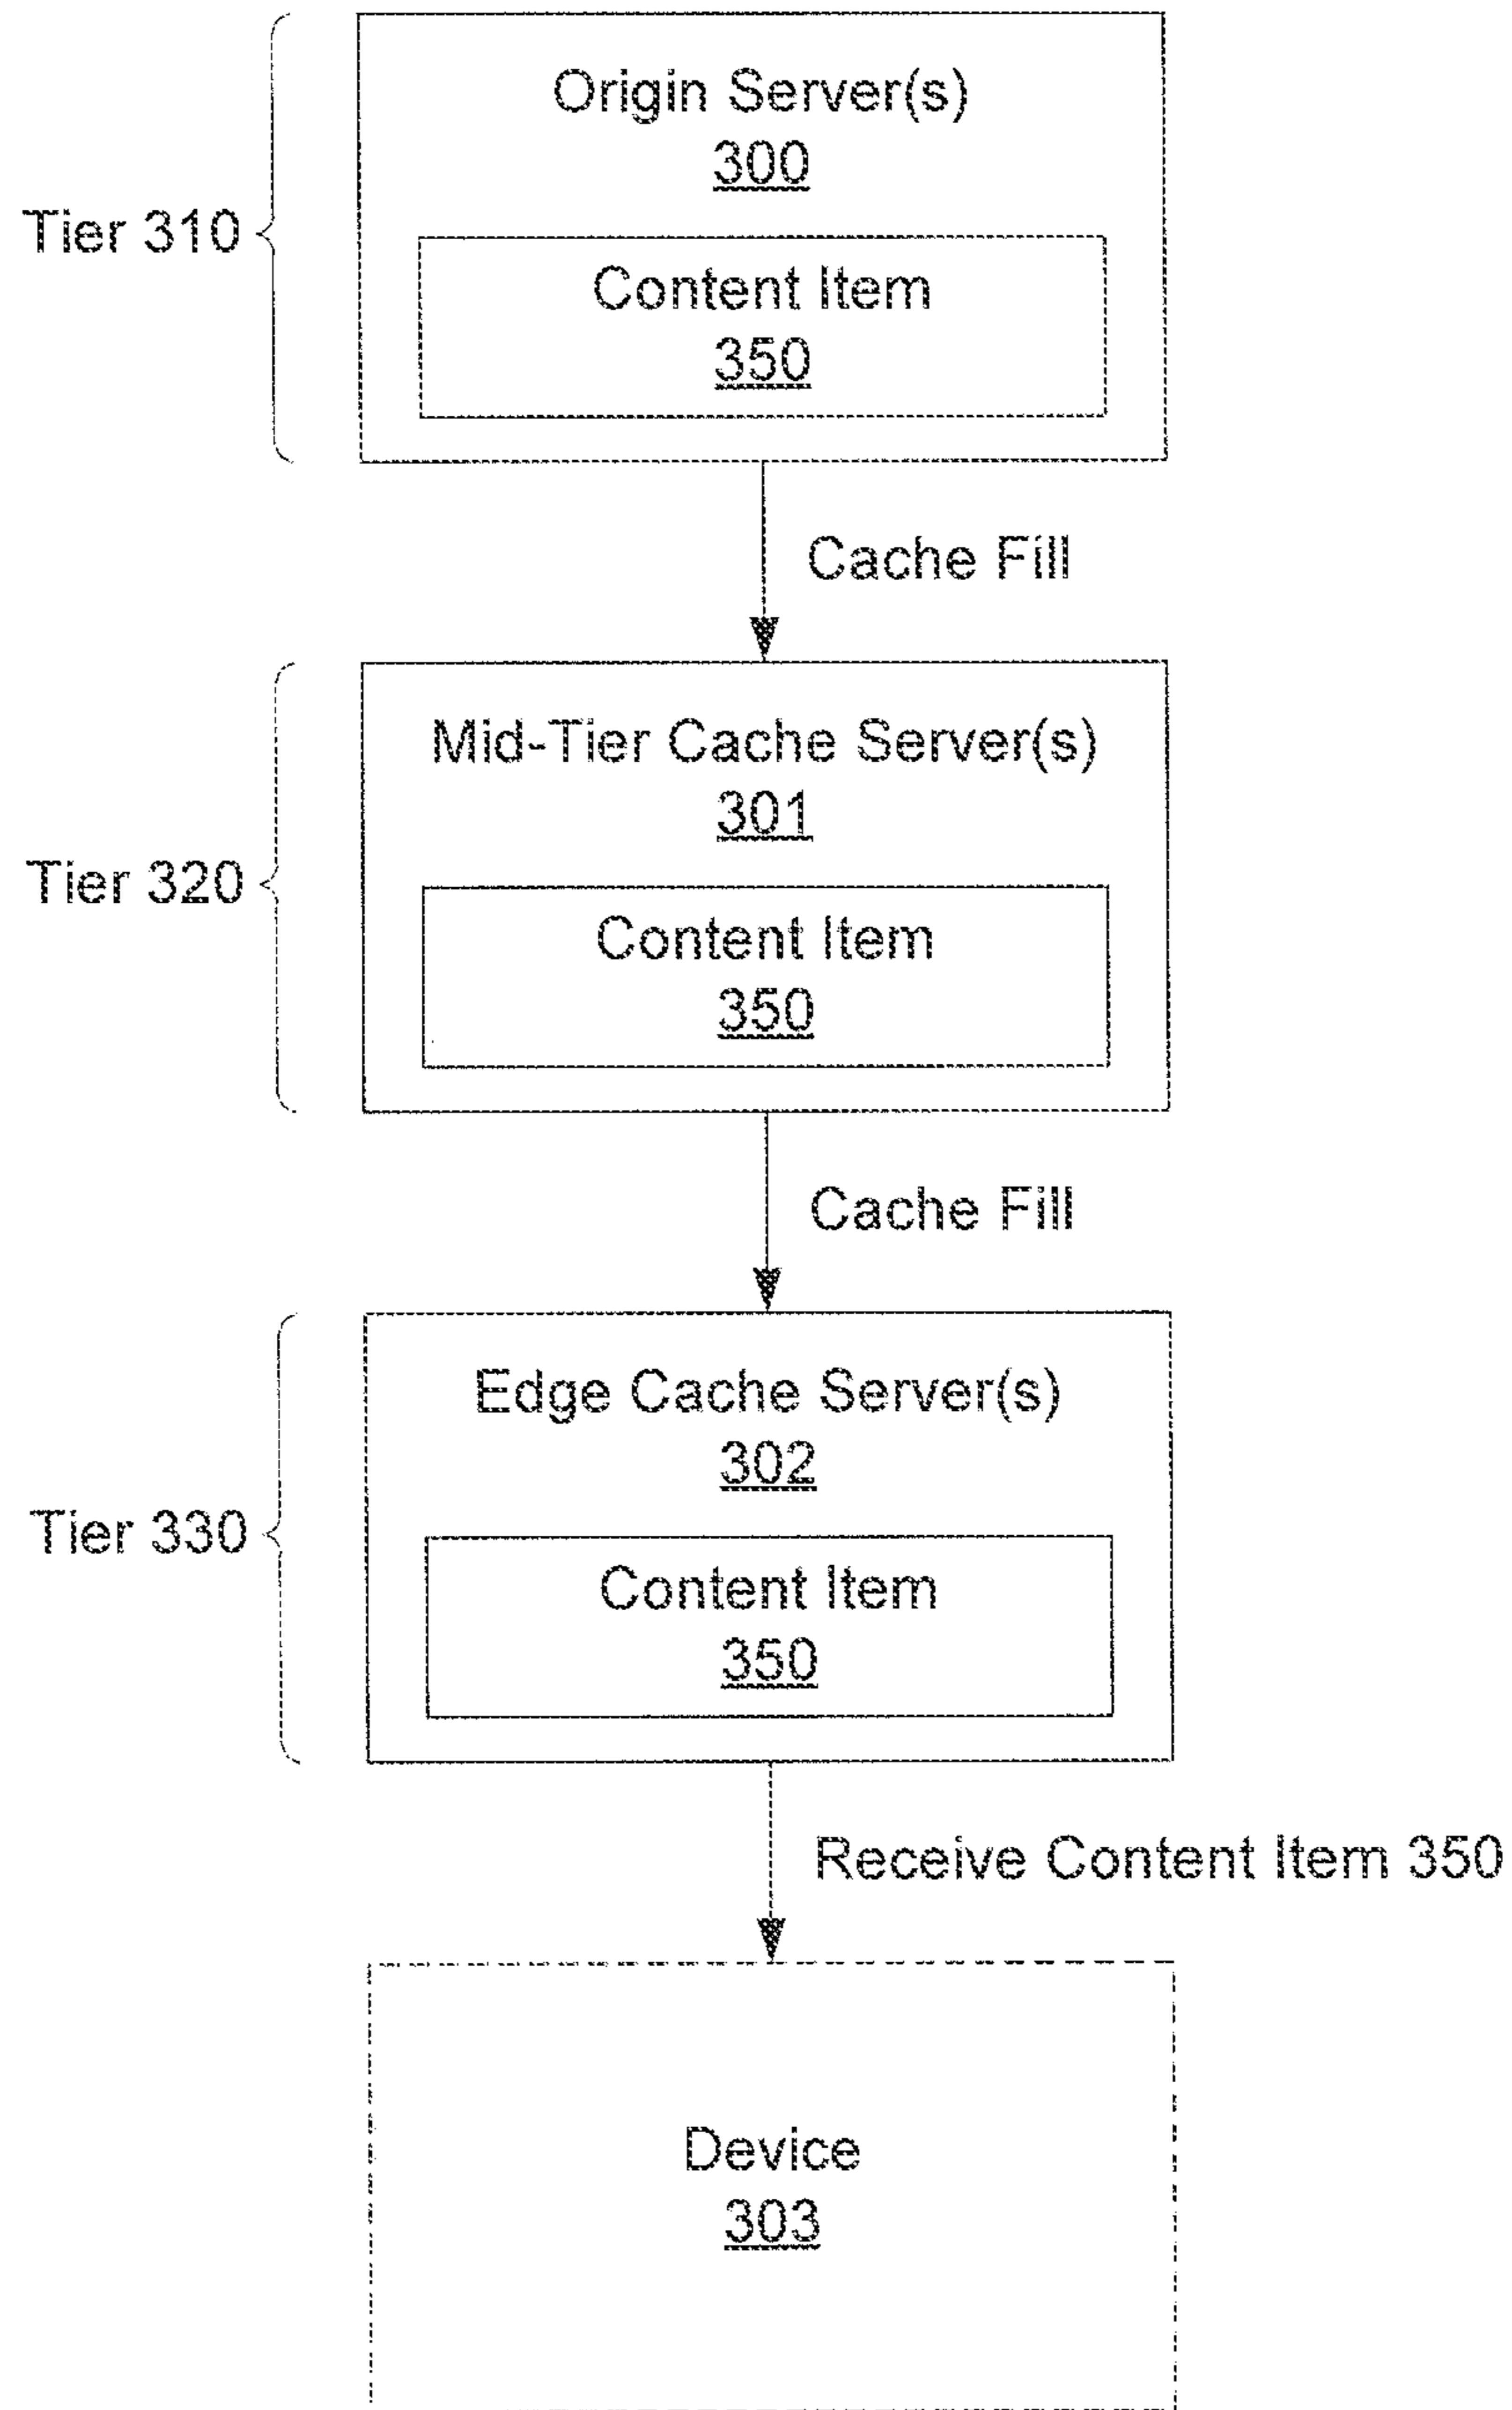 Origin Server(s)
300
Tier 310
Content Item
350
Cache Fill
Mid-Tier Cache Server(s)
301
Tier 320
Content Item
350
Cache Fill
Edge Cache Server(s)
302
Tier 330
Content Item
350
Receive Content Item 350
Device
303